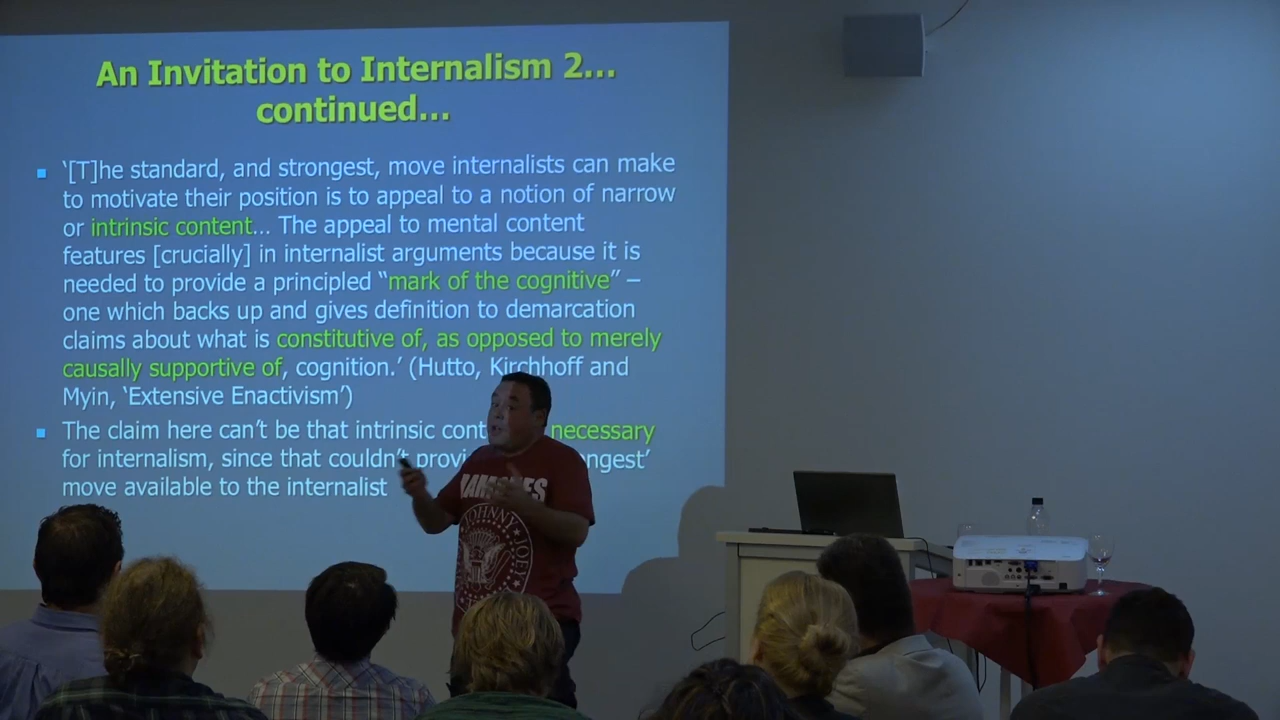 An Invitation to Internalism 2…
continued…
‘[T]he standard, and strongest, move internalists can make
to motivate their position is to appeal to a notion of narrow
or intrinsic content… The appeal to mental content
features [crucially] in internalist arguments because it is
needed to provide a principled “mark of the cognitive” –
one which backs up and gives definition to demarcation
claims about what is constitutive of, as opposed to merely
causally supportive of, cognition.’ (Hutto, Kirchhoff and
Myin, ‘Extensive Enactivism’)
The claim here can’t be that intrinsic necessary
for internalism, since that couldn’t
move available to the internalist
RAMONES
JOHNNY JOEY